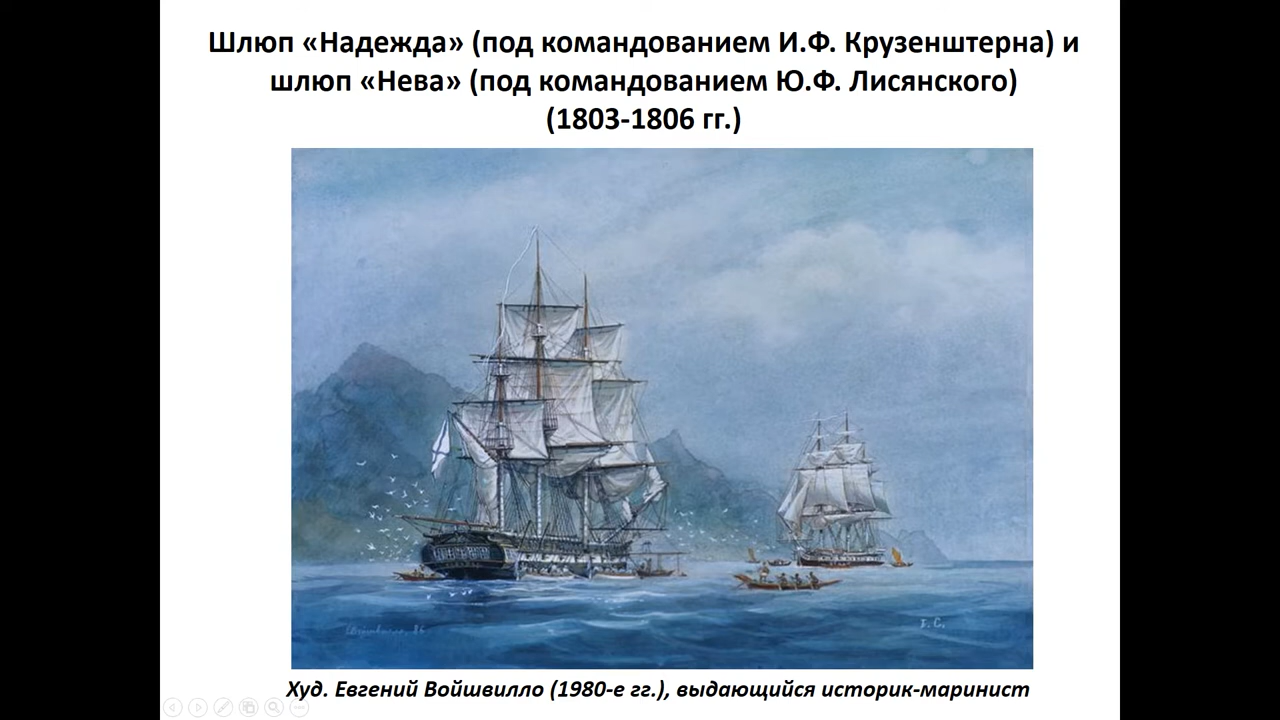 Шлюп «Надежда» (под командованием И.Ф. Крузенштерна) и
шлюп «Нева» (под командованием Ю.Ф. Лисянского)
(1803-1806 гг.)
Худ. Евгений Войшвилло (1980-е гг.), выдающийся историк-маринист